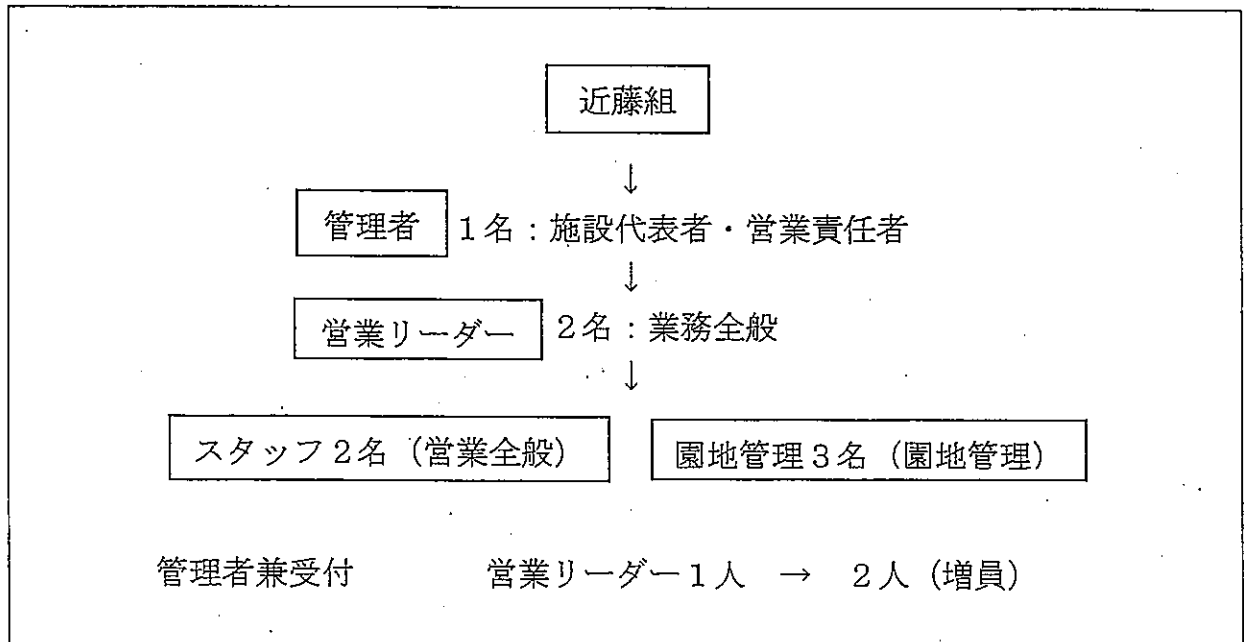 近藤組
↓
管理者 1名：施設代表者・営業責任者
↓
営業リーダー 2名：業務全般
↓
スタッフ2名（営業全般） 園地管理3名（園地管理）
管理者兼受付 営業リーダー1人 → 2人（増員）